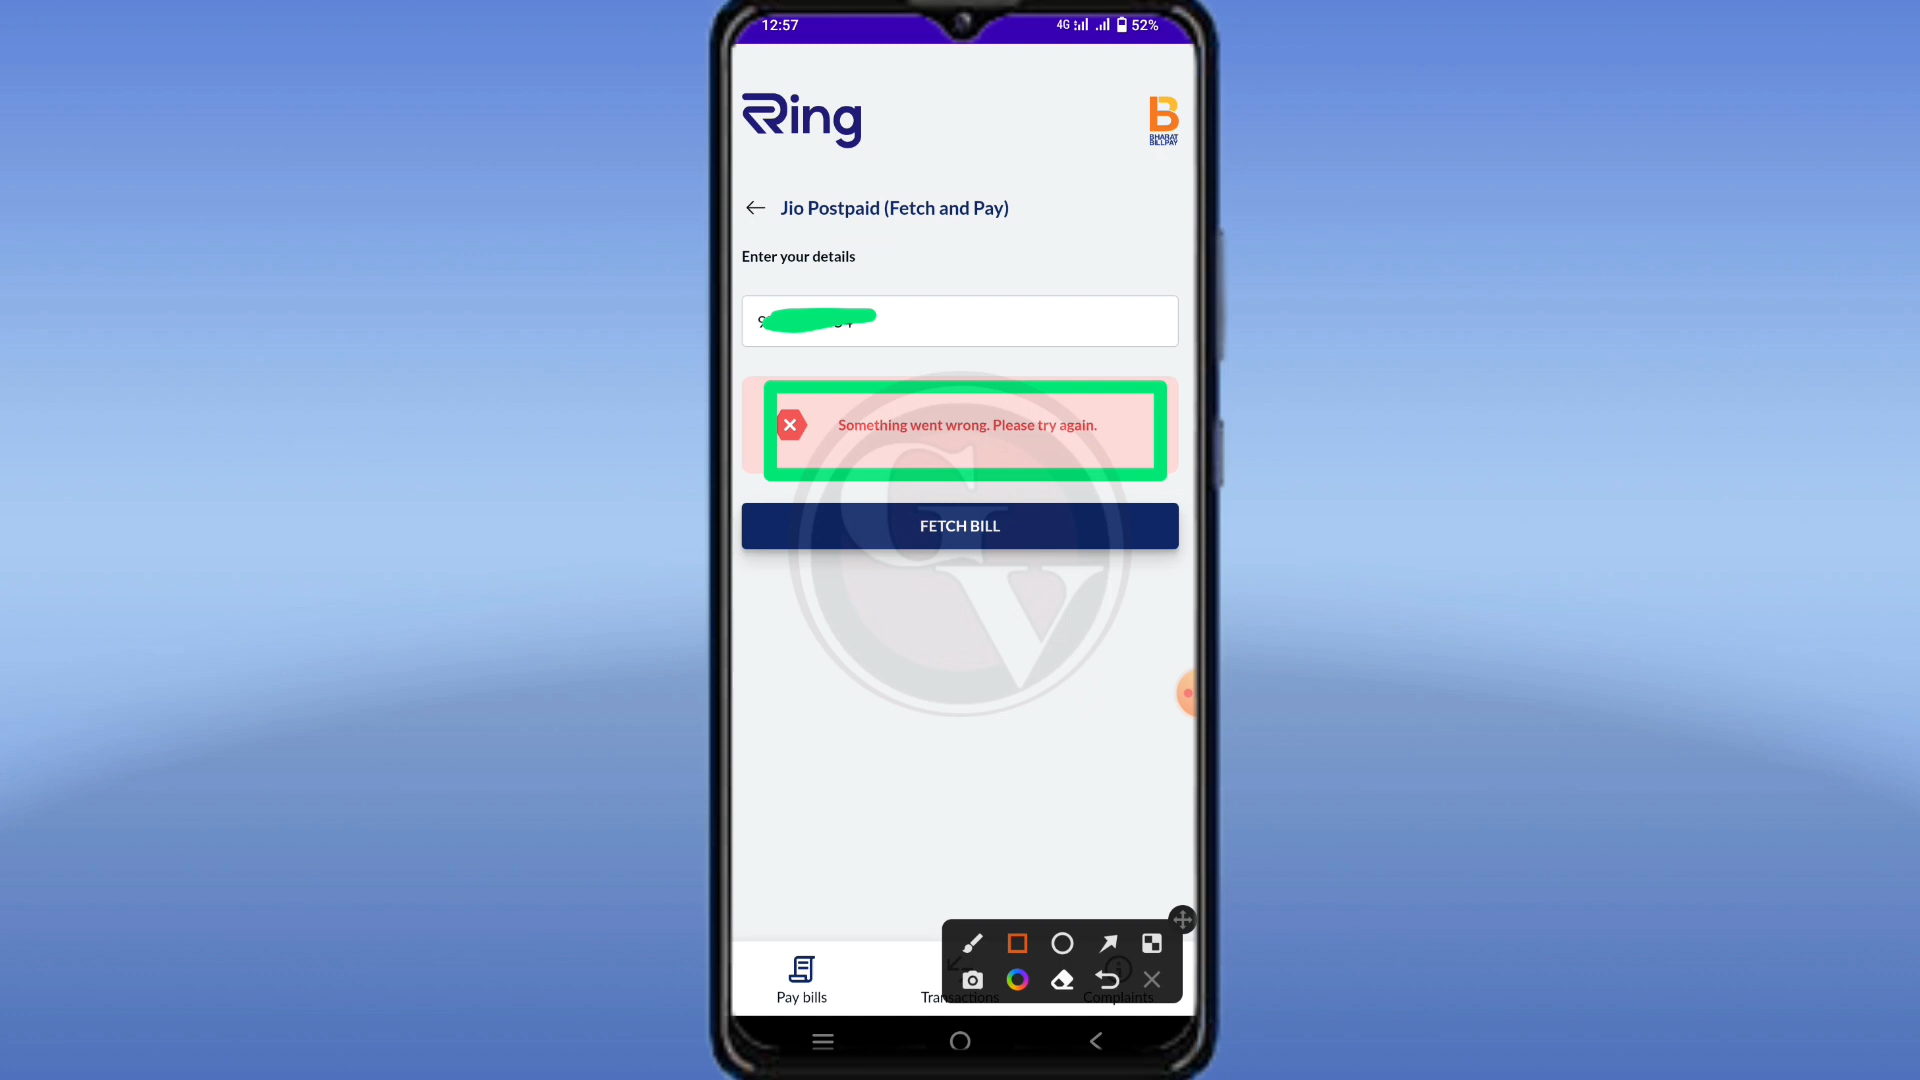 12:57
4G
52%
Ring
B
BHARAT
BILLPAY
Jio Postpaid (Fetch and Pay)
Enter your details
Something went wrong. Please try again.
FETCH BILL
GV
Pay bills
Transactions
Complaints